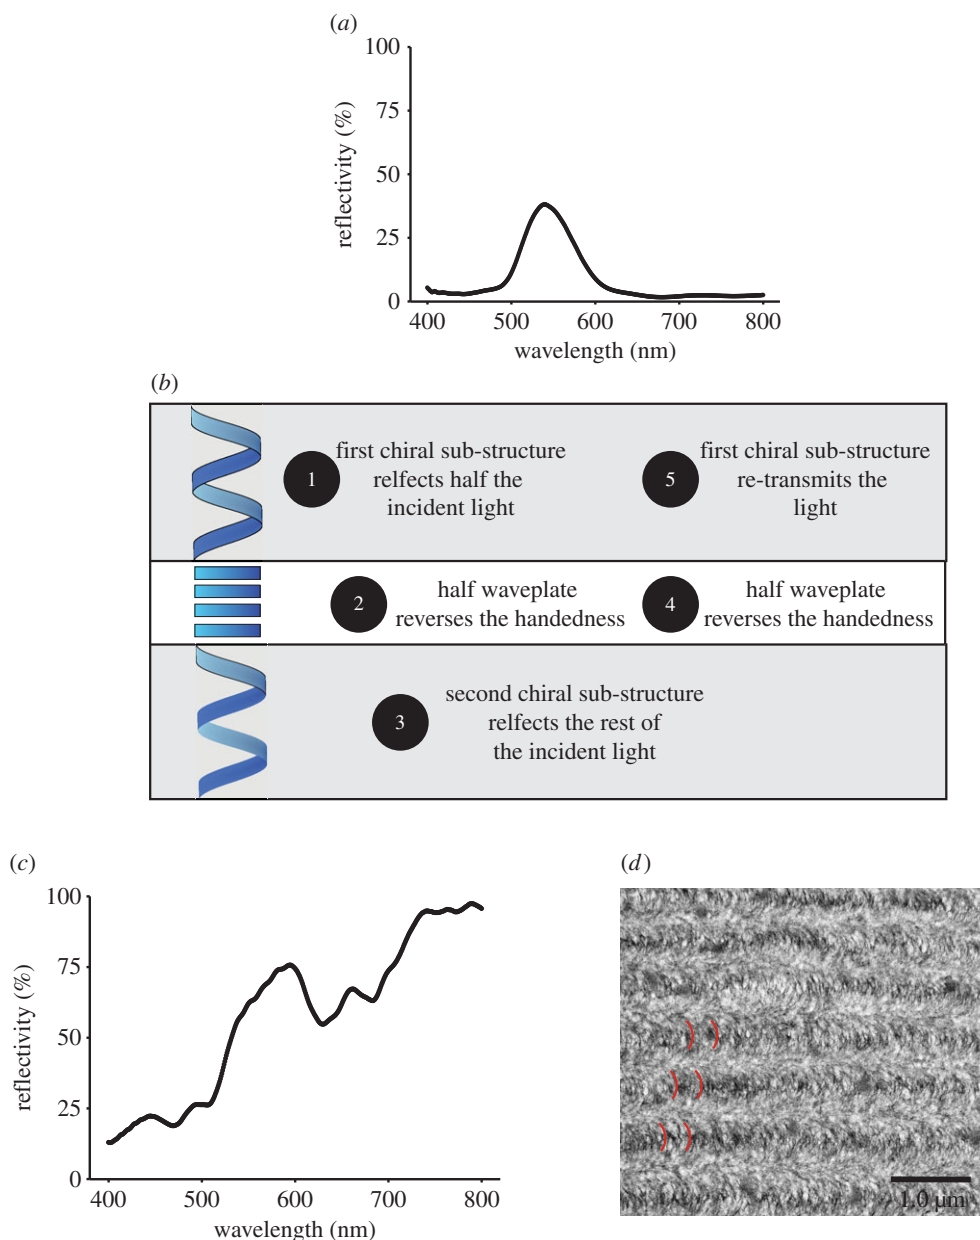 (a)
100
75
50
25
0
reflectivity (%)
400 500 600 700 800
wavelength (nm)
(b)
1
first chiral sub-structure
relfects half the
incident light
5
first chiral sub-structure
re-transmits the
light
2
half waveplate
reverses the handedness
4
half waveplate
reverses the handedness
3
second chiral sub-structure
relfects the rest of
the incident light
(c)
100
75
50
25
0
reflectivity (%)
400 500 600 700 800
wavelength (nm)
(d)
1.0 µm